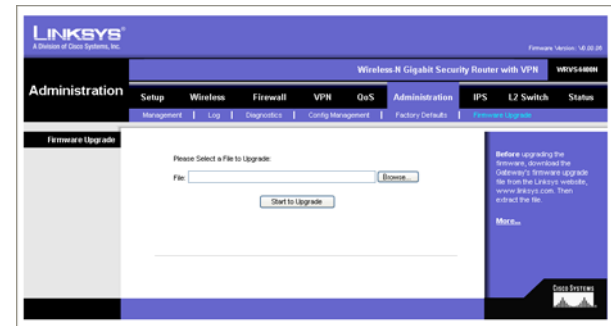 LINKSYS®
A Division of Cisco Systems, Inc.
Firmware Version:
Wireless-N Gigabit Security Router with VPN
WRVS4400N
Administration
Setup Wireless Firewall VPN QoS Administration IPS L2 Switch Status
Management | Log | Diagnostics | Config Management | Factory Defaults | Firmware Upgrade
Firmware Upgrade
Please Select a File to Upgrade:
File: Browse...
Start to Upgrade
Before upgrading the
firmware, download the
Gateway's firmware upgrade
file from the Linksys website,
www.linksys.com. Then
extract the file.
More...
CISCO SYSTEMS